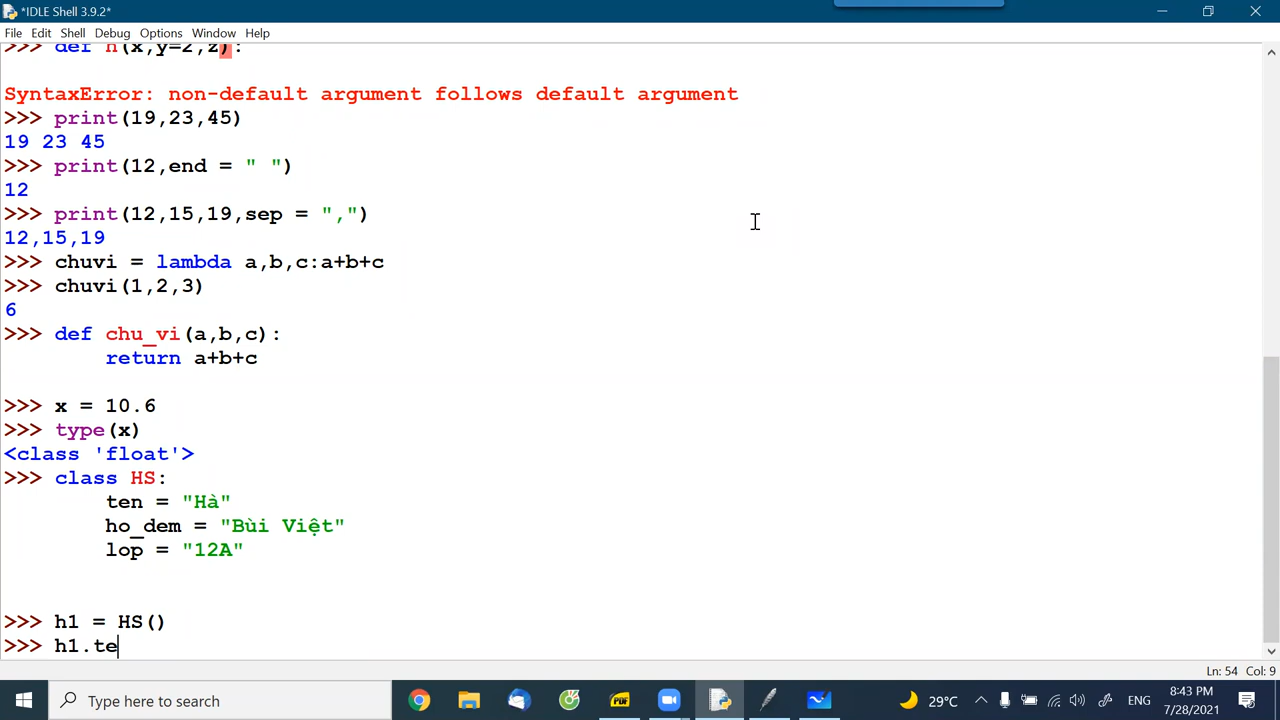 *IDLE Shell 3.9.2*
File Edit Shell Debug Options Window Help
>>> def h(x,y=2,z):
SyntaxError: non-default argument follows default argument
>>> print(19,23,45)
19 23 45
>>> print(12,end = " ")
12
>>> print(12,15,19,sep = ",")
12,15,19
>>> chuvi = lambda a,b,c:a+b+c
>>> chuvi(1,2,3)
6
>>> def chu_vi(a,b,c):
return a+b+c
>>> x = 10.6
>>> type(x)
<class 'float'>
>>> class HS:
ten = "Hà"
ho_dem = "Bùi Việt"
lop = "12A"
>>> h1 = HS()
>>> h1.te
Ln: 54 Col: 9
Type here to search
PDF
29°C
ENG
8:43 PM
7/28/2021